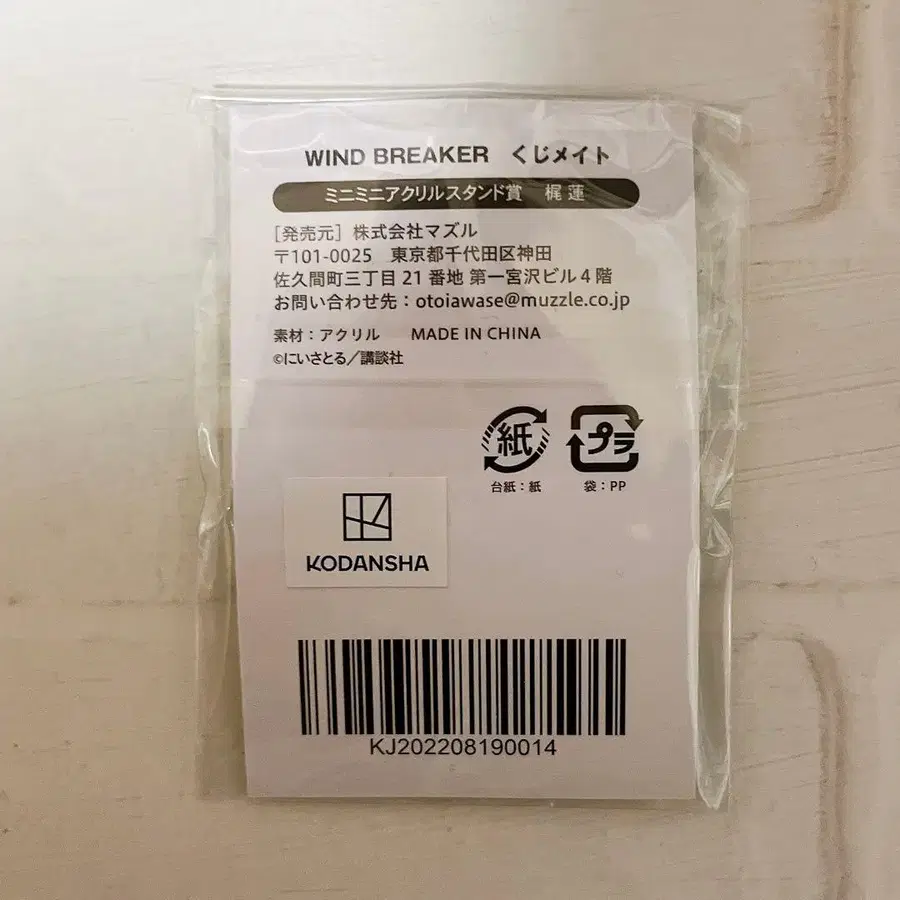 WIND BREAKER くじメイト
ミニミニアクリルスタンド賞 梶 蓮
[発売元] 株式会社マズル
〒101-0025 東京都千代田区神田
佐久間町三丁目21番地 第一宮沢ビル4階
お問い合わせ先：otoiawase@muzzle.co.jp
素材：アクリル MADE IN CHINA
©にいさとる／講談社
紙 プラ
台紙：紙 袋：PP
KODANSHA
KJ202208190014